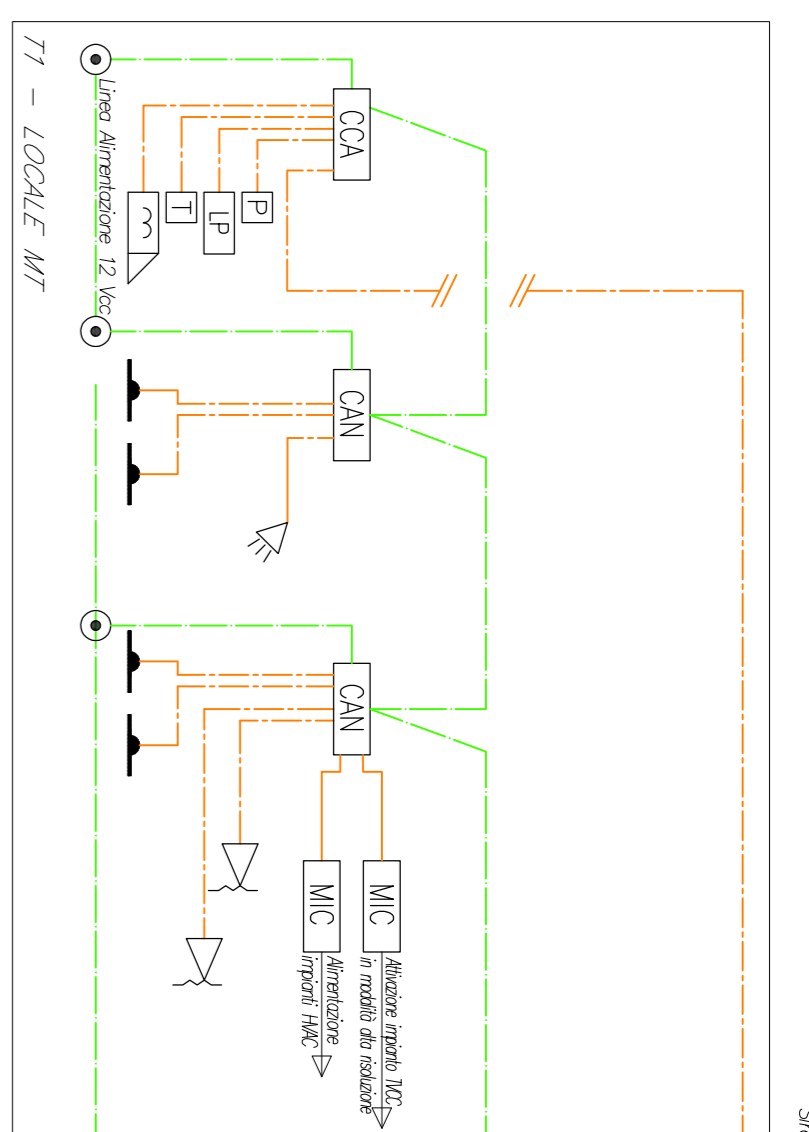 T1 - LOCALE MT
Linea Alimentazione 12 Vcc
CCA
P
LP
T
CAN
CAN
MIC
Attivazione impianto TVCC
in modalità alta risoluzione
MIC
Alimentazione
impianti HVAC